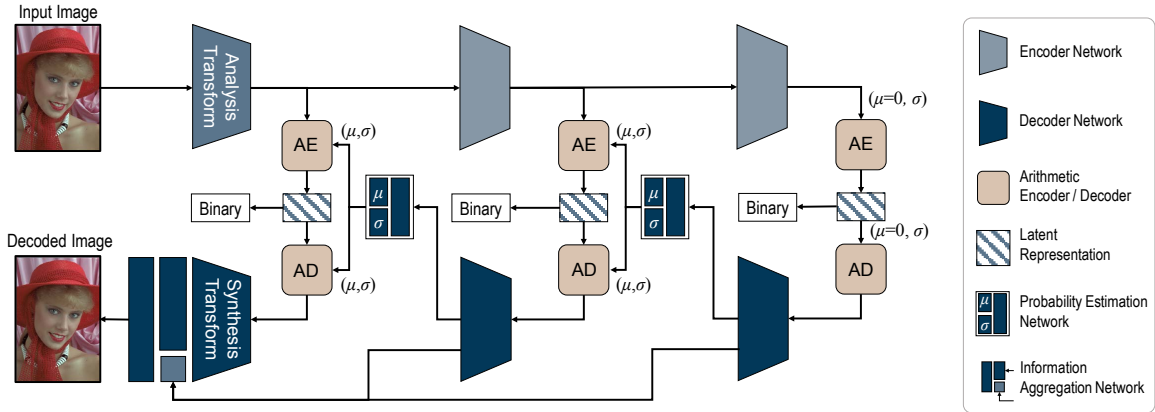 Input Image
Analysis
Transform
(μ=0, σ)
AE
(μ,σ)
AE
(μ,σ)
AE
Binary
μ
σ
Binary
μ
σ
Binary
(μ=0, σ)
Decoded Image
AD
(μ,σ)
AD
(μ,σ)
AD
Synthesis
Transform
Encoder Network
Decoder Network
Arithmetic
Encoder / Decoder
Latent
Representation
μ
σ
Probability Estimation
Network
Information
Aggregation Network